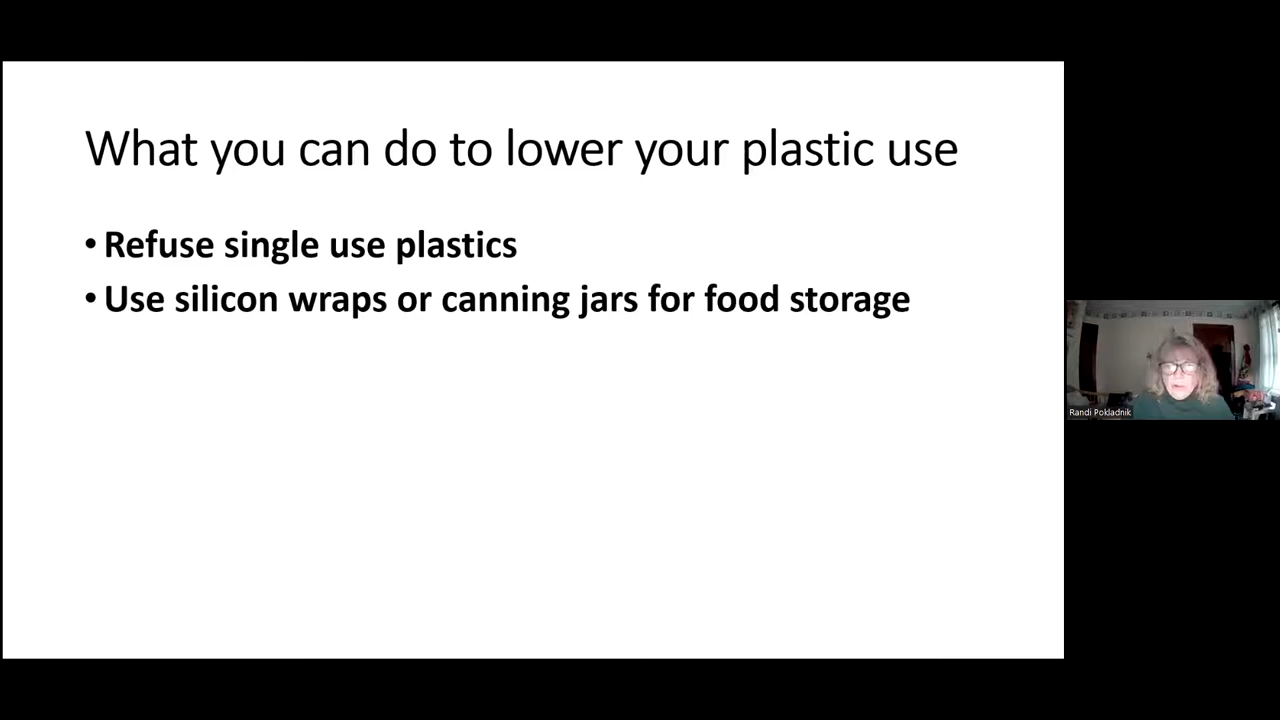 What you can do to lower your plastic use
• Refuse single use plastics
• Use silicon wraps or canning jars for food storage
Randi Pokladnik